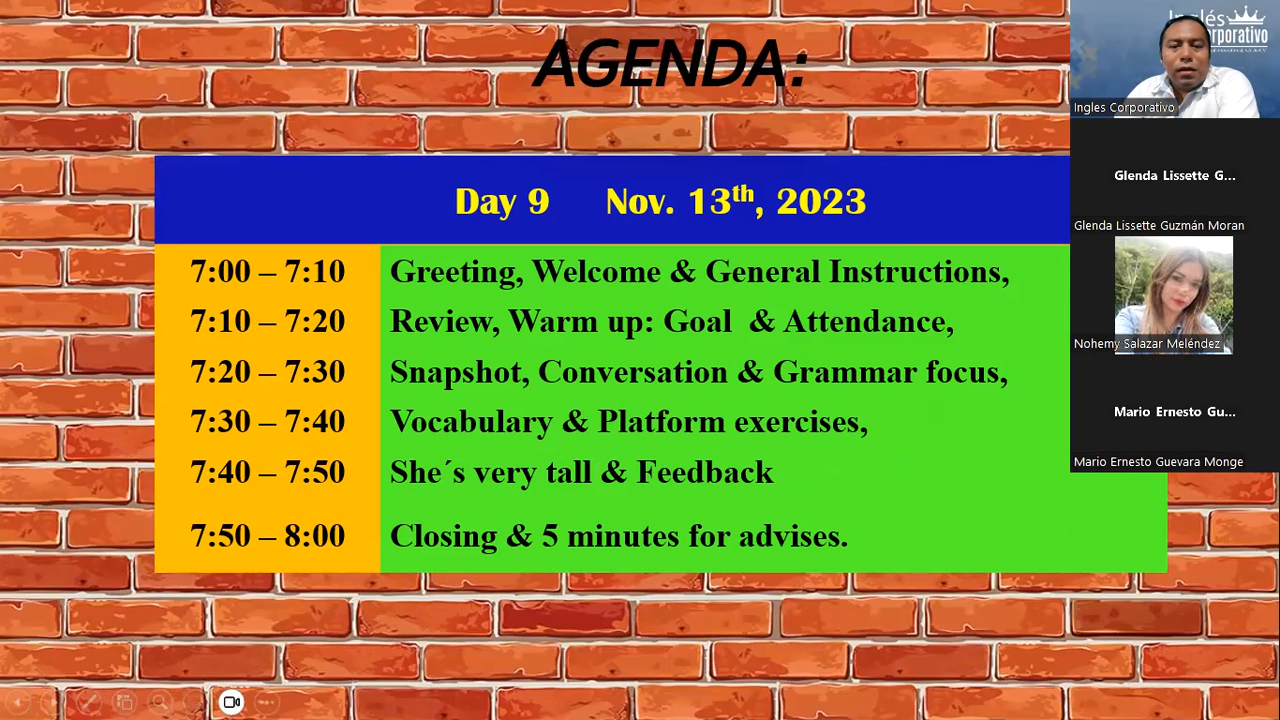 AGENDA:
Day 9 Nov. 13th, 2023
7:00 – 7:10 Greeting, Welcome & General Instructions,
7:10 – 7:20 Review, Warm up: Goal & Attendance,
7:20 – 7:30 Snapshot, Conversation & Grammar focus,
7:30 – 7:40 Vocabulary & Platform exercises,
7:40 – 7:50 She´s very tall & Feedback
7:50 – 8:00 Closing & 5 minutes for advises.
Ingles Corporativo
Glenda Lissette G...
Glenda Lissette Guzmán Moran
Nohemy Salazar Meléndez
Mario Ernesto Gu...
Mario Ernesto Guevara Monge